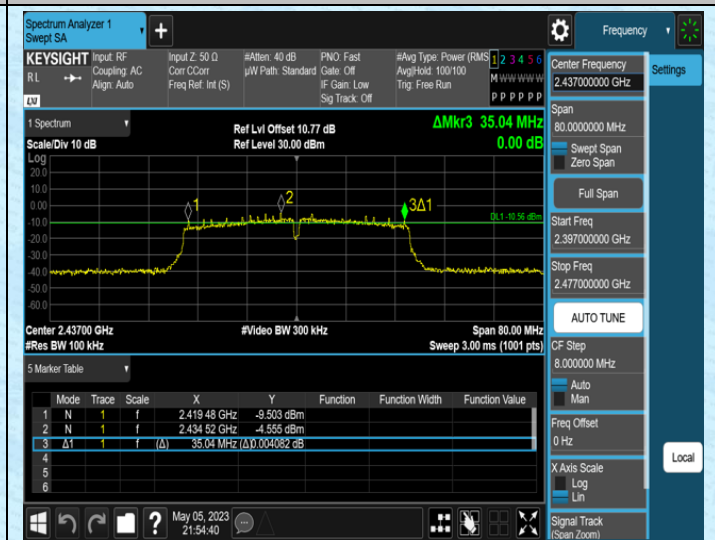 Spectrum Analyzer 1
Swept SA
+
Frequency
KEYSIGHT
RL
LXI
Input: RF
Coupling: AC
Align: Auto
Input Z: 50 Ω
Corr CCorr
Freq Ref: Int (S)
#Atten: 40 dB
µW Path: Standard
PNO: Fast
Gate: Off
IF Gain: Low
Sig Track: Off
#Avg Type: Power (RMS
Avg|Hold: 100/100
Trig: Free Run
1 2 3 4 5 6
M W W W W W
P P P P P P
1 Spectrum
Scale/Div 10 dB
Ref Lvl Offset 10.77 dB
Ref Level 30.00 dBm
ΔMkr3 35.04 MHz
0.00 dB
Log
20.0
10.0
0.00
-10.0
-20.0
-30.0
-40.0
-50.0
-60.0
1
2
3Δ1
DL1 -10.56 dBm
Center 2.43700 GHz
#Video BW 300 kHz
Span 80.00 MHz
#Res BW 100 kHz
Sweep 3.00 ms (1001 pts)
5 Marker Table
Mode Trace Scale X Y Function Function Width Function Value
1 N 1 f 2.419 48 GHz -9.503 dBm
2 N 1 f 2.434 52 GHz -4.555 dBm
3 Δ1 1 f (Δ) 35.04 MHz (Δ) 0.004082 dB
4
5
6
?
May 05, 2023
21:54:40
Center Frequency
2.437000000 GHz
Settings
Span
80.0000000 MHz
Swept Span
Zero Span
Full Span
Start Freq
2.397000000 GHz
Stop Freq
2.477000000 GHz
AUTO TUNE
CF Step
8.000000 MHz
Auto
Man
Freq Offset
0 Hz
Local
X Axis Scale
Log
Lin
Signal Track
(Span Zoom)